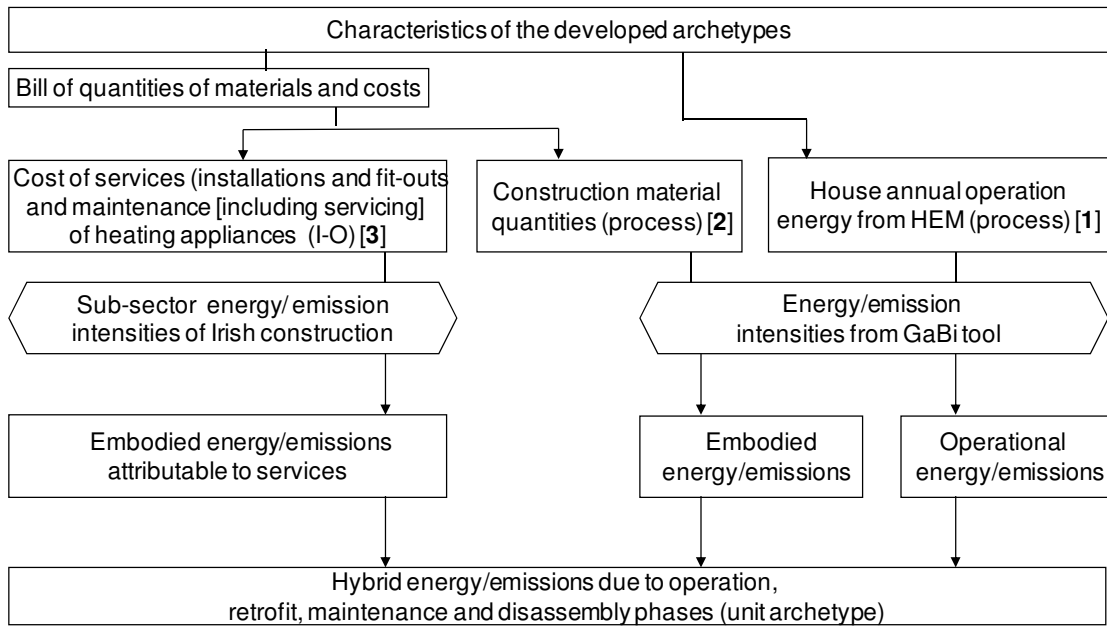 Characteristics of the developed archetypes
Bill of quantities of materials and costs
Cost of services (installations and fit-outs
and maintenance [including servicing]
of heating appliances (I-O) [3]
Construction material
quantities (process) [2]
House annual operation
energy from HEM (process) [1]
Sub-sector energy/ emission
intensities of Irish construction
Energy/emission
intensities from GaBi tool
Embodied energy/emissions
attributable to services
Embodied
energy/emissions
Operational
energy/emissions
Hybrid energy/emissions due to operation,
retrofit, maintenance and disassembly phases (unit archetype)